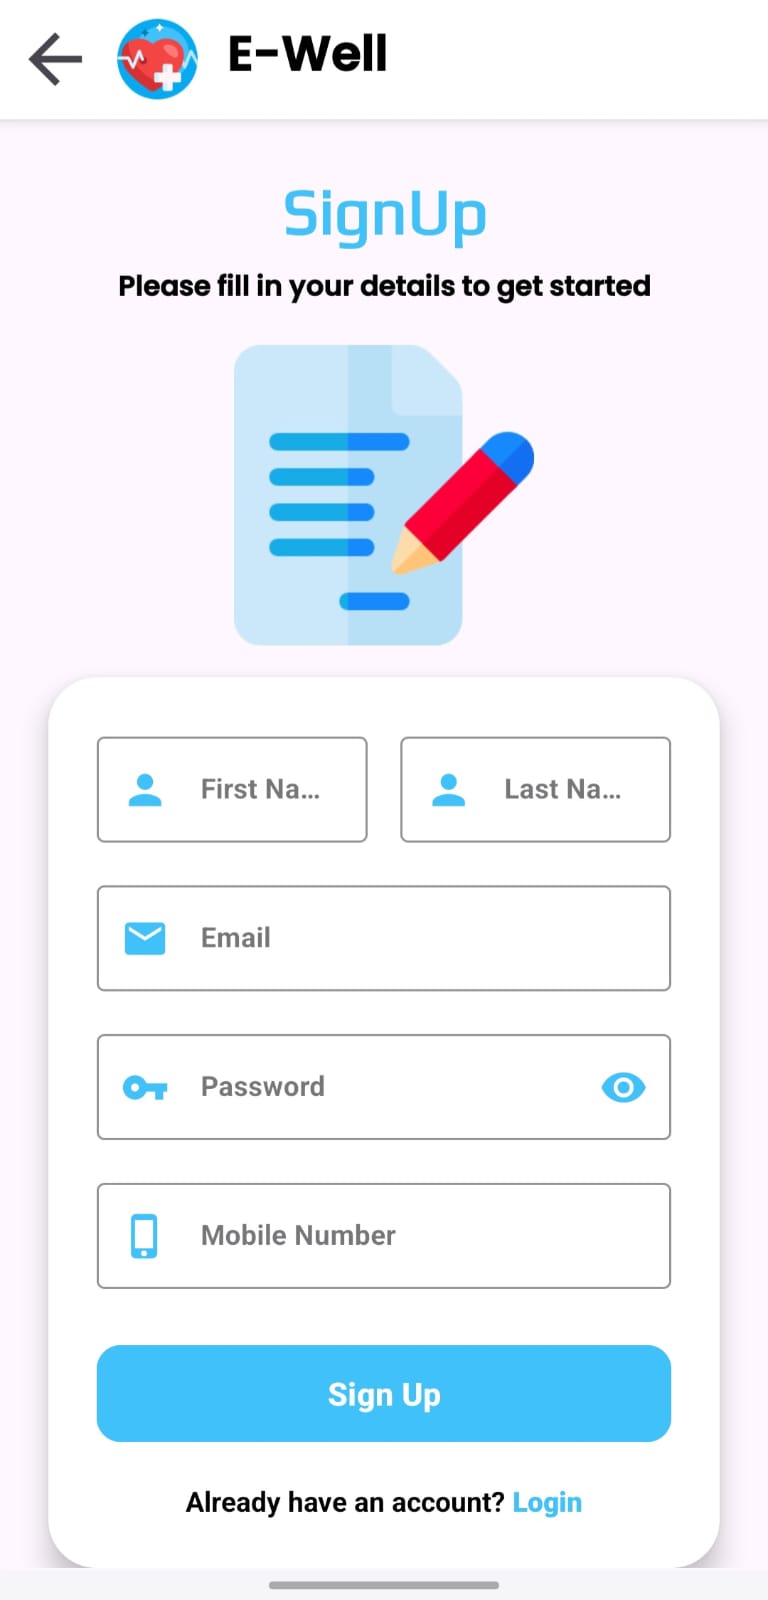 E-Well
SignUp
Please fill in your details to get started
First Na...
Last Na...
Email
Password
Mobile Number
Sign Up
Already have an account? Login